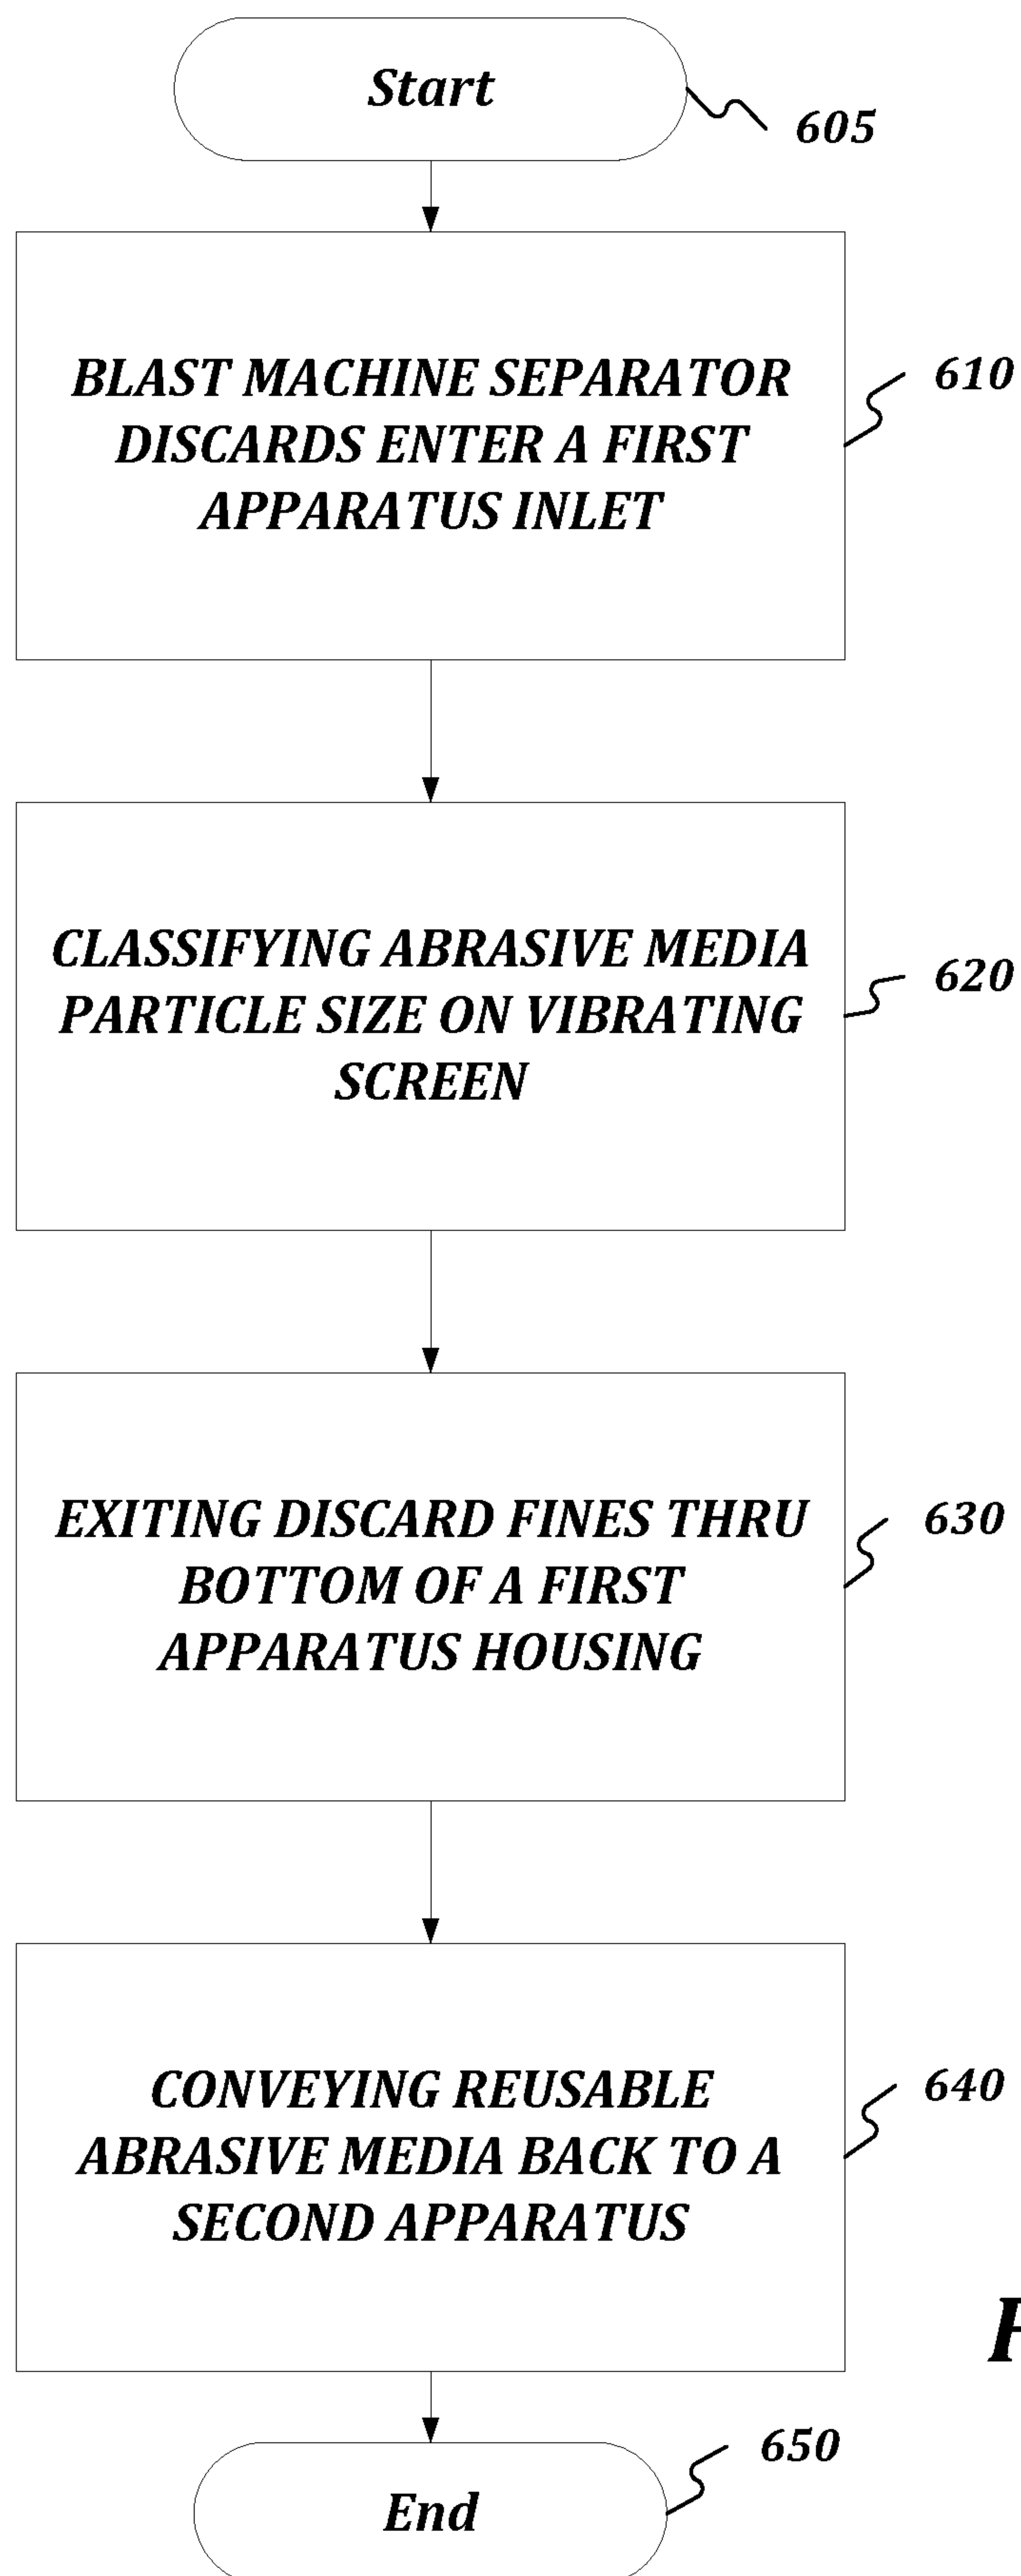 Start
605
BLAST MACHINE SEPARATOR
DISCARDS ENTER A FIRST
APPARATUS INLET
610
CLASSIFYING ABRASIVE MEDIA
PARTICLE SIZE ON VIBRATING
SCREEN
620
EXITING DISCARD FINES THRU
BOTTOM OF A FIRST
APPARATUS HOUSING
630
CONVEYING REUSABLE
ABRASIVE MEDIA BACK TO A
SECOND APPARATUS
640
End
650